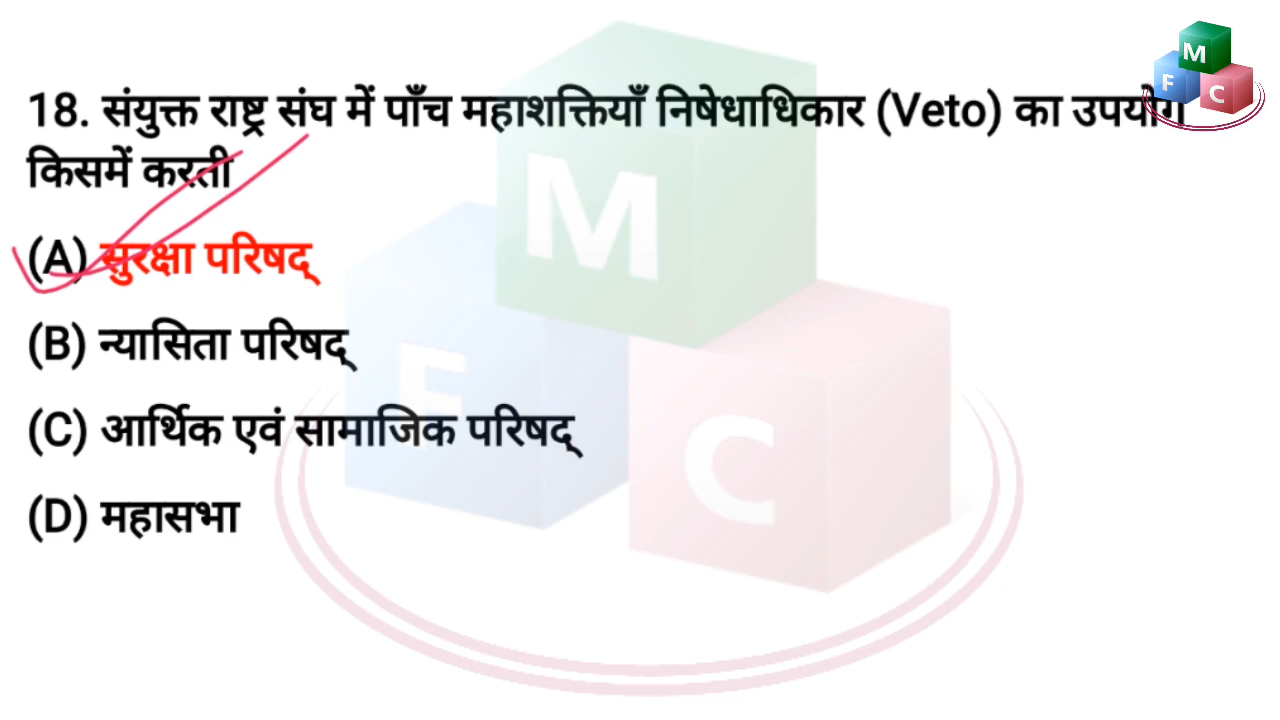 18. संयुक्त राष्ट्र संघ में पाँच महाशक्तियाँ निषेधाधिकार (Veto) का उपयोग
किसमें करती
(A) सुरक्षा परिषद्
(B) न्यासिता परिषद्
(C) आर्थिक एवं सामाजिक परिषद्
(D) महासभा
M
F
C
M
F
C